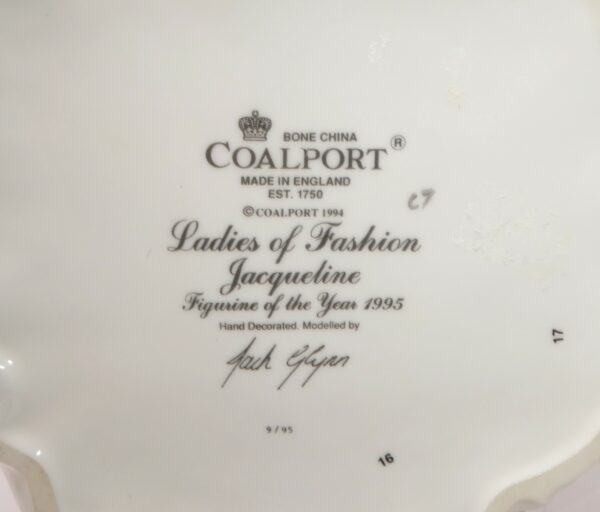 BONE CHINA
COALPORT ®
MADE IN ENGLAND
EST. 1750
© COALPORT 1994
Ladies of Fashion
Jacqueline
Figurine of the Year 1995
Hand Decorated. Modelled by
Jack Glynn
9 / 95
16
17